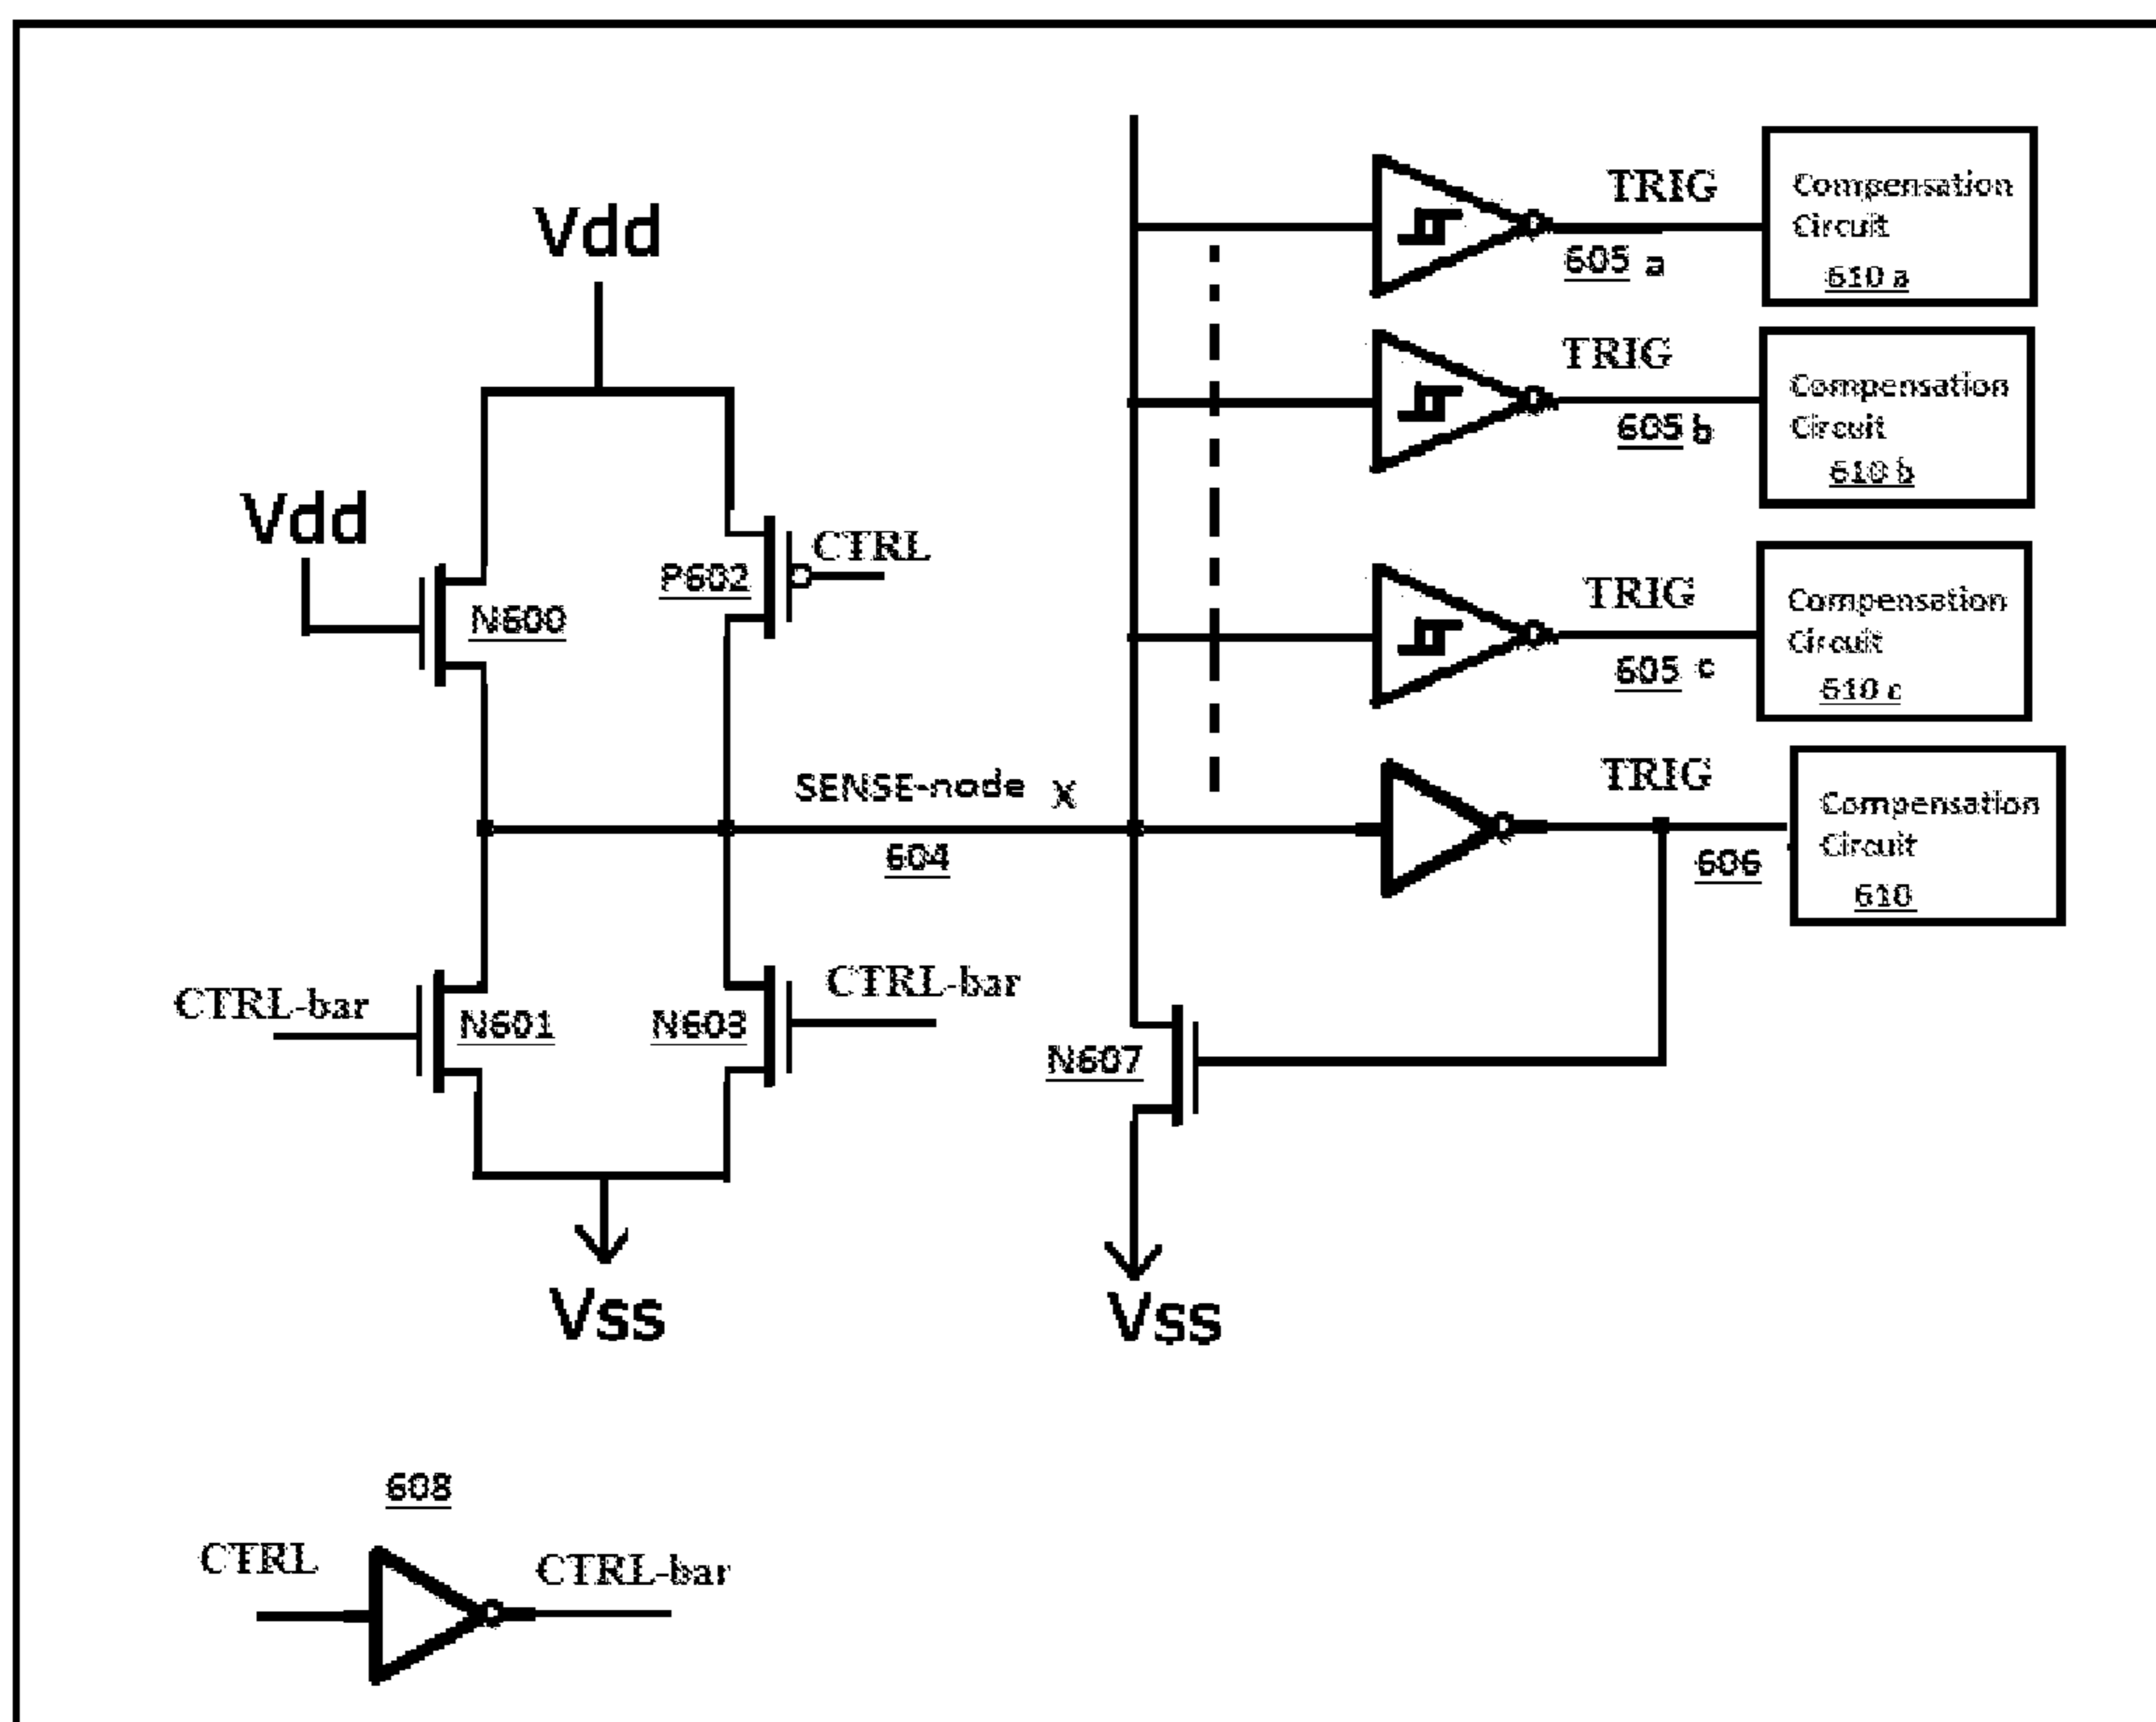 Vdd
Vdd
N600
P602
CTRL
SENSE-node X
604
CTRL-bar
N601
N603
CTRL-bar
Vss
TRIG
605 a
Compensation
Circuit
610 a
TRIG
605 b
Compensation
Circuit
610 b
TRIG
605 c
Compensation
Circuit
610 c
TRIG
606
Compensation
Circuit
610
N607
Vss
608
CTRL
CTRL-bar